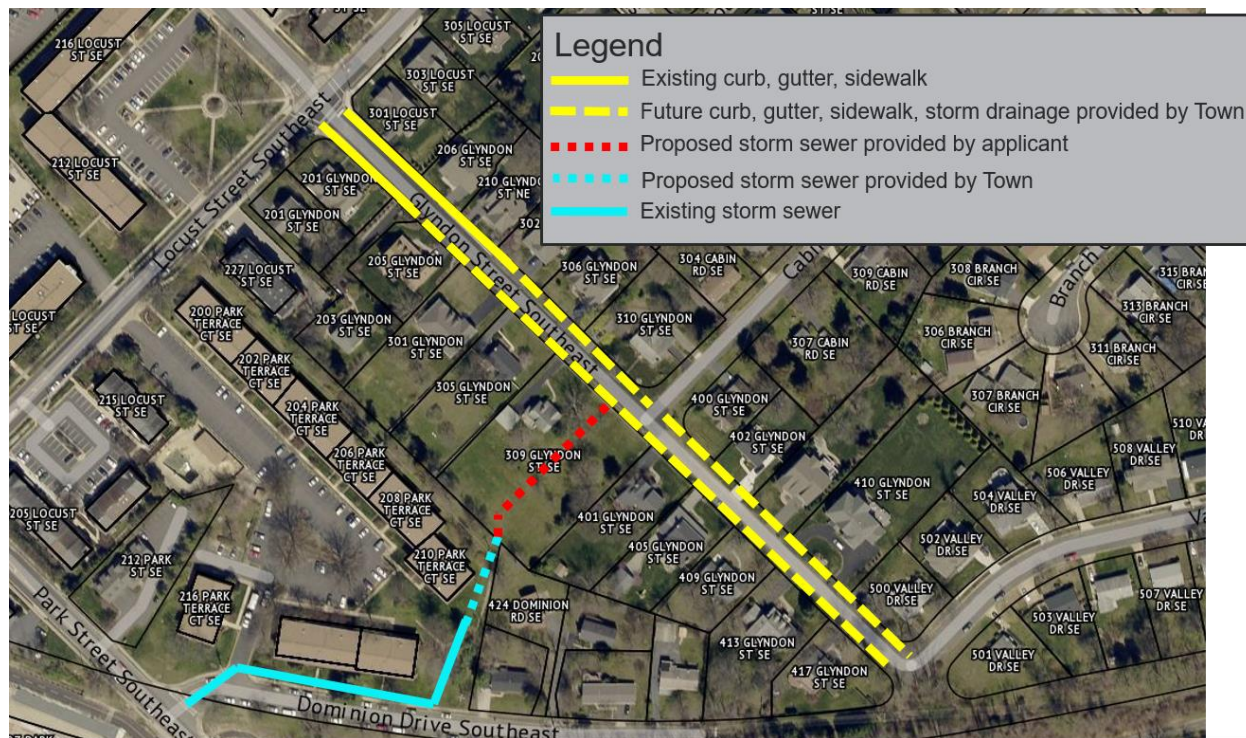 Legend
Existing curb, gutter, sidewalk
Future curb, gutter, sidewalk, storm drainage provided by Town
Proposed storm sewer provided by applicant
Proposed storm sewer provided by Town
Existing storm sewer
216 LOCUST
ST SE
305 LOCUST
ST SE
303 LOCUST
ST SE
301 LOCUST
ST SE
212 LOCUST
ST SE
Locust Street Southeast
206 GLYNDON
ST SE
210 GLYNDON
ST NE
201 GLYNDON
ST SE
201 GLYNDON
ST SE
Glyndon Street Southeast
302
205 GLYNDON
ST SE
227 LOCUST
ST SE
203 GLYNDON
ST SE
306 GLYNDON
ST SE
304 CABIN
RD SE
309 CABIN
RD SE
308 BRANCH
CIR SE
315 BRAN
CIR
313 BRANCH
CIR SE
LOCUST
ST SE
200 PARK
TERRACE
CT SE
301 GLYNDON
ST SE
310 GLYNDON
ST SE
307 CABIN
RD SE
306 BRANCH
CIR SE
311 BRANCH
CIR SE
202 PARK
TERRACE
CT SE
305 GLYNDON
ST SE
307 BRANCH
CIR SE
215 LOCUST
ST SE
204 PARK
TERRACE
CT SE
400 GLYNDON
ST SE
402 GLYNDON
ST SE
510 VA
DR
206 PARK
TERRACE
CT SE
309 GLYNDON
ST SE
508 VALLEY
DR SE
506 VALLEY
DR SE
208 PARK
TERRACE
CT SE
410 GLYNDON
ST SE
504 VALLEY
DR SE
205 LOCUST
ST SE
401 GLYNDON
ST SE
405 GLYNDON
ST SE
502 VALLEY
DR SE
210 PARK
TERRACE
CT SE
212 PARK
ST SE
409 GLYNDON
ST SE
500 VALLEY
DR SE
503 VALLEY
DR SE
507 VALLEY
DR SE
216 PARK
TERRACE
CT SE
424 DOMINION
RD SE
413 GLYNDON
ST SE
501 VALLEY
DR SE
417 GLYNDON
ST SE
Park Street Southeast
Dominion Drive Southeast